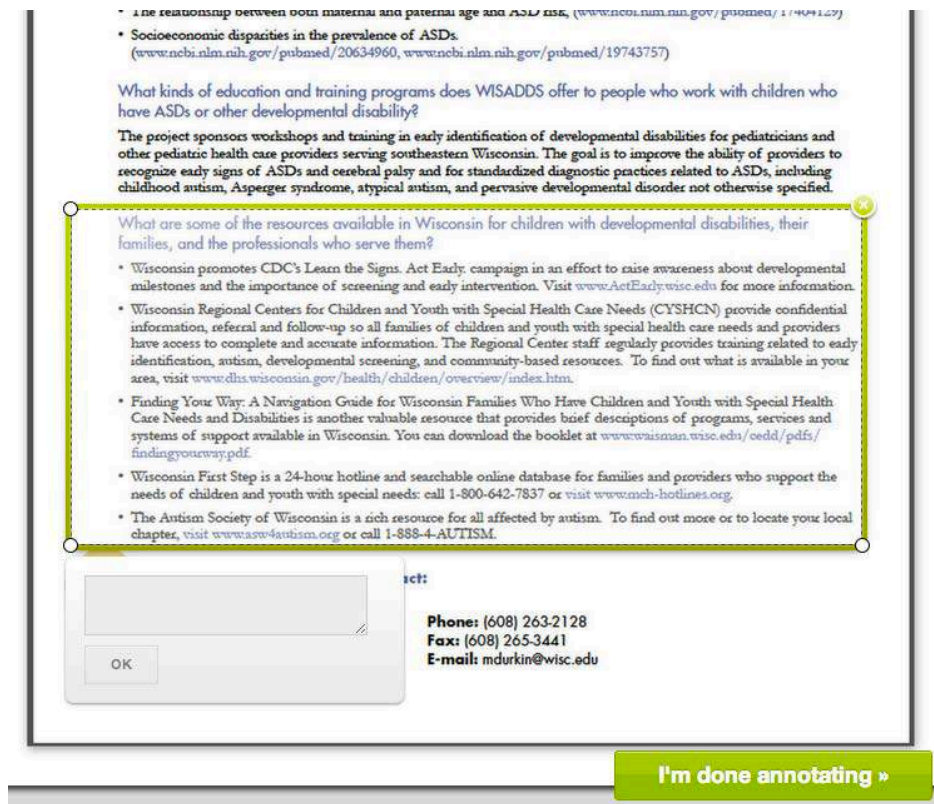 • The relationship between both maternal and paternal age and ASD risk, (www.ncbi.nlm.nih.gov/pubmed/17404129)
• Socioeconomic disparities in the prevalence of ASDs.
(www.ncbi.nlm.nih.gov/pubmed/20634960, www.ncbi.nlm.nih.gov/pubmed/19743757)
What kinds of education and training programs does WISADDS offer to people who work with children who
have ASDs or other developmental disability?
The project sponsors workshops and training in early identification of developmental disabilities for pediatricians and
other pediatric health care providers serving southeastern Wisconsin. The goal is to improve the ability of providers to
recognize early signs of ASDs and cerebral palsy and for standardized diagnostic practices related to ASDs, including
childhood autism, Asperger syndrome, atypical autism, and pervasive developmental disorder not otherwise specified.
What are some of the resources available in Wisconsin for children with developmental disabilities, their
families, and the professionals who serve them?
• Wisconsin promotes CDC's Learn the Signs. Act Early. campaign in an effort to raise awareness about developmental
milestones and the importance of screening and early intervention. Visit www.ActEarly.wisc.edu for more information.
• Wisconsin Regional Centers for Children and Youth with Special Health Care Needs (CYSHCN) provide confidential
information, referral and follow-up so all families of children and youth with special health care needs and providers
have access to complete and accurate information. The Regional Center staff regularly provides training related to early
identification, autism, developmental screening, and community-based resources. To find out what is available in your
area, visit www.dhs.wisconsin.gov/health/children/overview/index.htm.
• Finding Your Way: A Navigation Guide for Wisconsin Families Who Have Children and Youth with Special Health
Care Needs and Disabilities is another valuable resource that provides brief descriptions of programs, services and
systems of support available in Wisconsin. You can download the booklet at www.waisman.wisc.edu/cedd/pdfs/
findingyourway.pdf.
• Wisconsin First Step is a 24-hour hotline and searchable online database for families and providers who support the
needs of children and youth with special needs: call 1-800-642-7837 or visit www.mch-hotlines.org.
• The Autism Society of Wisconsin is a rich resource for all affected by autism. To find out more or to locate your local
chapter, visit www.asw4autism.org or call 1-888-4-AUTISM.
act:
Phone: (608) 263-2128
Fax: (608) 265-3441
E-mail: mdurkin@wisc.edu
OK
I'm done annotating »